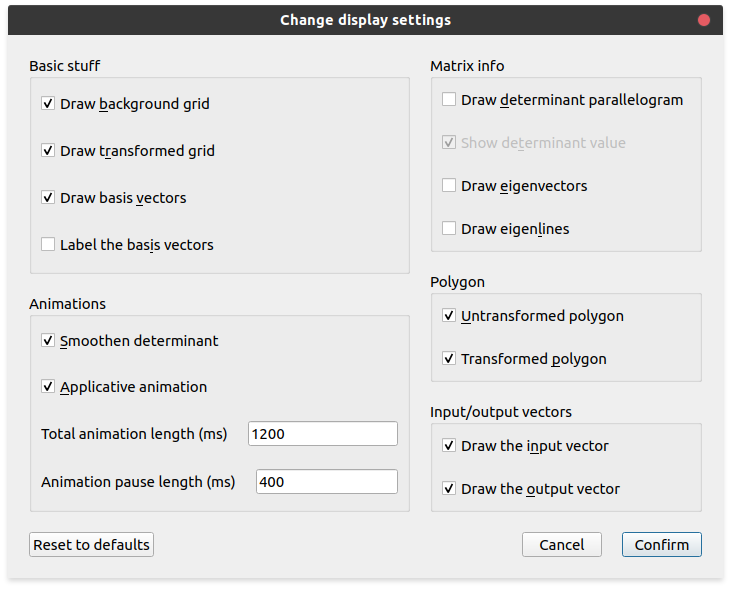 Change display settings
Basic stuff
Draw background grid
Draw transformed grid
Draw basis vectors
Label the basis vectors
Animations
Smoothen determinant
Applicative animation
Total animation length (ms) 1200
Animation pause length (ms) 400
Matrix info
Draw determinant parallelogram
Show determinant value
Draw eigenvectors
Draw eigenlines
Polygon
Untransformed polygon
Transformed polygon
Input/output vectors
Draw the input vector
Draw the output vector
Reset to defaults
Cancel
Confirm